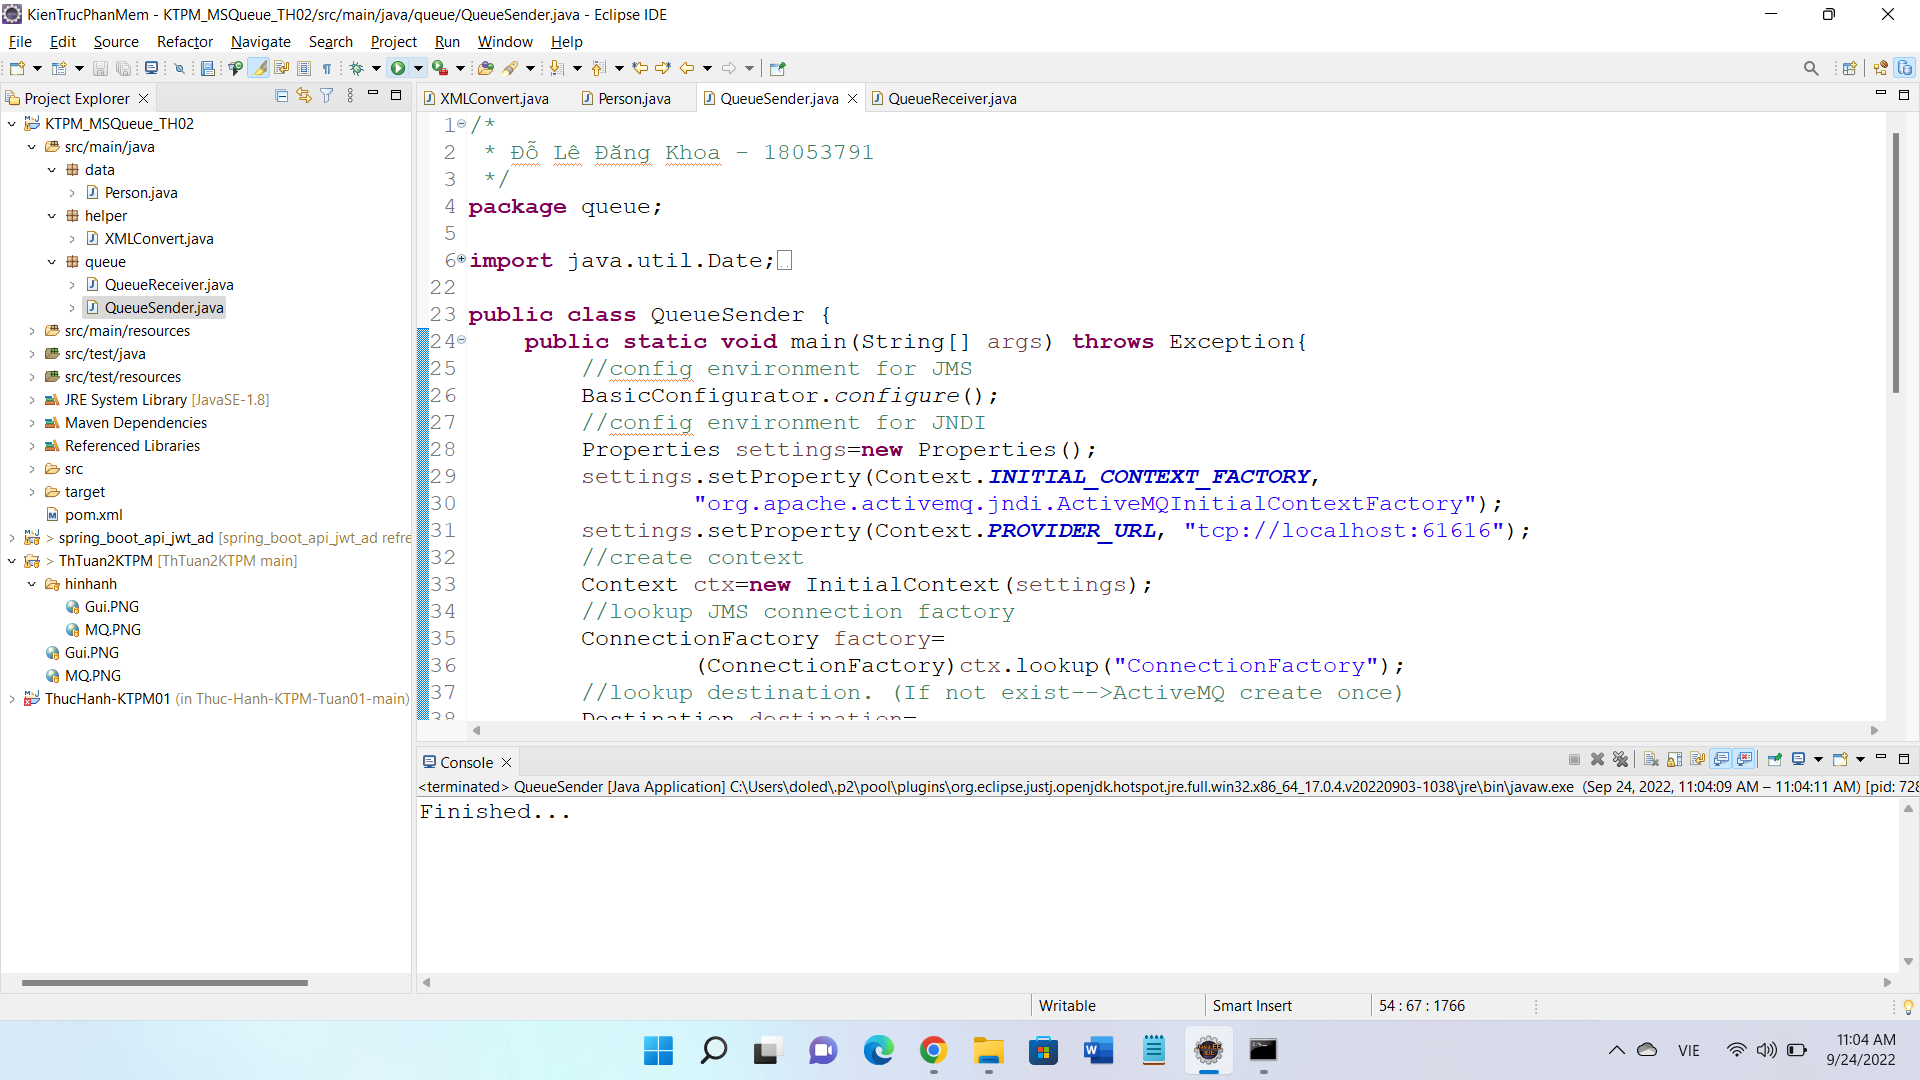 KienTrucPhanMem - KTPM_MSQueue_TH02/src/main/java/queue/QueueSender.java - Eclipse IDE
File Edit Source Refactor Navigate Search Project Run Window Help
Project Explorer
KTPM_MSQueue_TH02
src/main/java
data
Person.java
helper
XMLConvert.java
queue
QueueReceiver.java
QueueSender.java
src/main/resources
src/test/java
src/test/resources
JRE System Library [JavaSE-1.8]
Maven Dependencies
Referenced Libraries
src
target
pom.xml
> spring_boot_api_jwt_ad [spring_boot_api_jwt_ad refre
> ThTuan2KTPM [ThTuan2KTPM main]
hinhanh
Gui.PNG
MQ.PNG
Gui.PNG
MQ.PNG
ThucHanh-KTPM01 (in Thuc-Hanh-KTPM-Tuan01-main)
XMLConvert.java Person.java QueueSender.java QueueReceiver.java
1 /*
2 * Đỗ Lê Đăng Khoa - 18053791
3 */
4 package queue;
5
6 import java.util.Date;
22
23 public class QueueSender {
24 public static void main(String[] args) throws Exception{
25 //config environment for JMS
26 BasicConfigurator.configure();
27 //config environment for JNDI
28 Properties settings=new Properties();
29 settings.setProperty(Context.INITIAL_CONTEXT_FACTORY,
30 "org.apache.activemq.jndi.ActiveMQInitialContextFactory");
31 settings.setProperty(Context.PROVIDER_URL, "tcp://localhost:61616");
32 //create context
33 Context ctx=new InitialContext(settings);
34 //lookup JMS connection factory
35 ConnectionFactory factory=
36 (ConnectionFactory)ctx.lookup("ConnectionFactory");
37 //lookup destination. (If not exist-->ActiveMQ create once)
38 Destination destination=
Console
<terminated> QueueSender [Java Application] C:\Users\doled\.p2\pool\plugins\org.eclipse.justj.openjdk.hotspot.jre.full.win32.x86_64_17.0.4.v20220903-1038\jre\bin\javaw.exe (Sep 24, 2022, 11:04:09 AM – 11:04:11 AM) [pid: 728
Finished...
Writable Smart Insert 54 : 67 : 1766
VIE
11:04 AM
9/24/2022